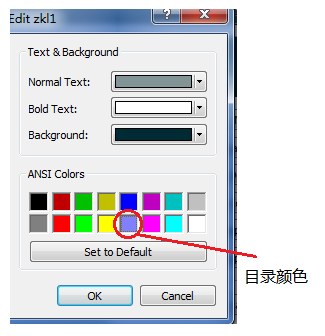 Edit zkl1
Text & Background
Normal Text:
Bold Text:
Background:
ANSI Colors
Set to Default
目录颜色
OK
Cancel